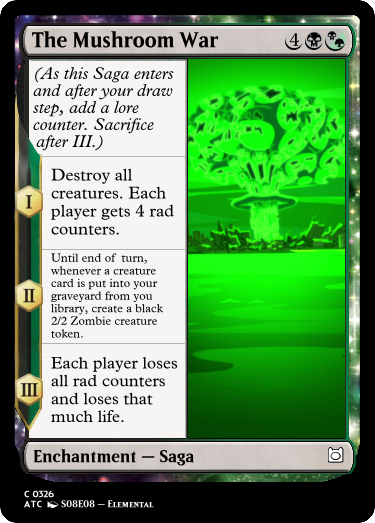 The Mushroom War 4
(As this Saga enters
and after your draw
step, add a lore
counter. Sacrifice
after III.)
I
Destroy all
creatures. Each
player gets 4 rad
counters.
II
Until end of turn,
whenever a creature
card is put into your
graveyard from you
library, create a black
2/2 Zombie creature
token.
III
Each player loses
all rad counters
and loses that
much life.
Enchantment — Saga
C 0326
ATC S08E08 — Elemental